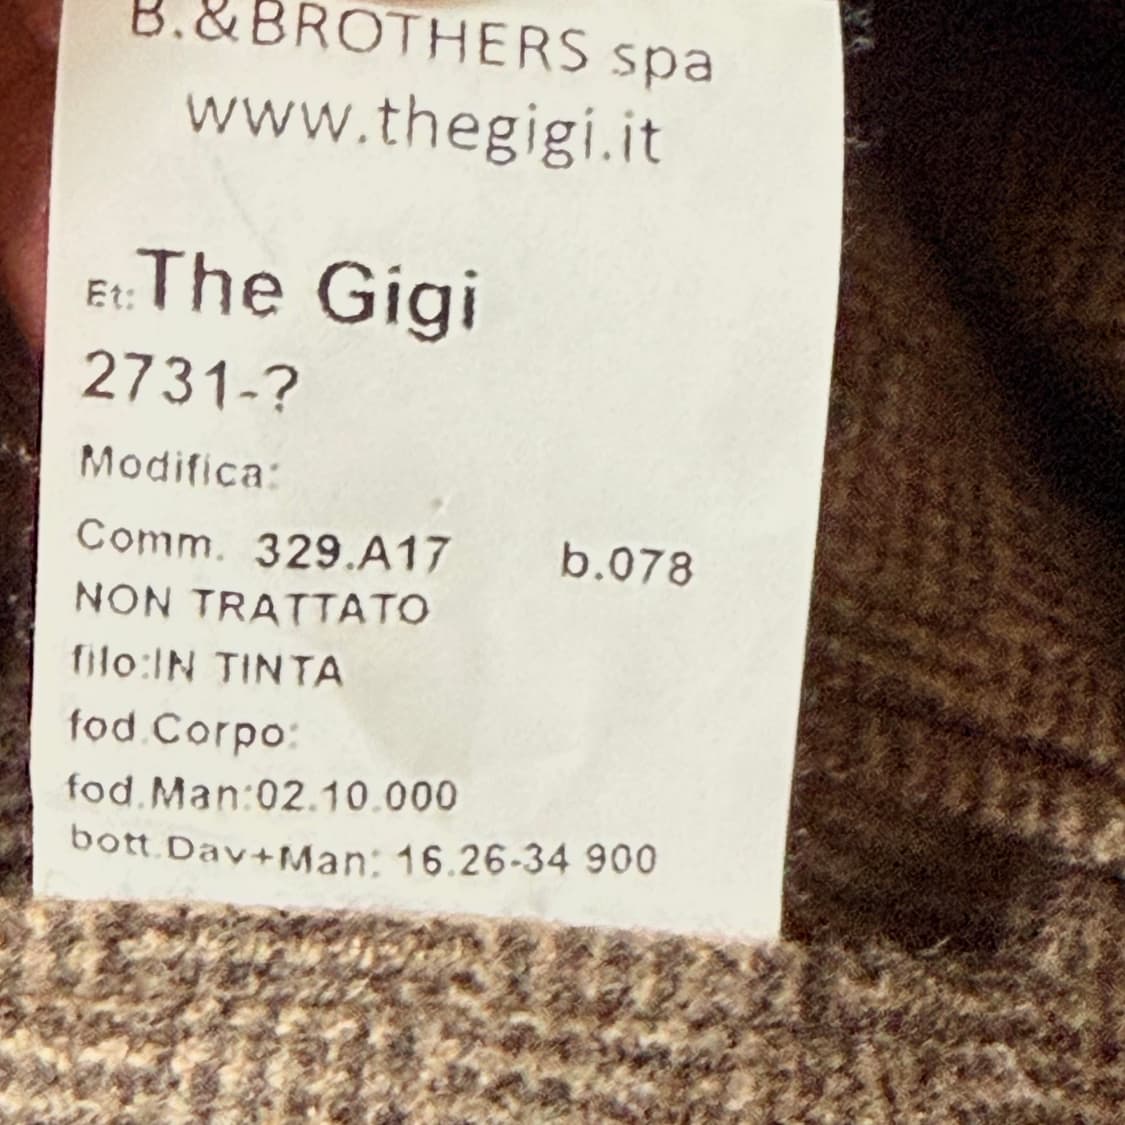 B.&BROTHERS spa
www.thegigi.it
Et: The Gigi
2731-?
Modifica:
Comm. 329.A17 b.078
NON TRATTATO
filo:IN TINTA
fod.Corpo:
fod.Man:02.10.000
bott.Dav+Man: 16.26-34 900